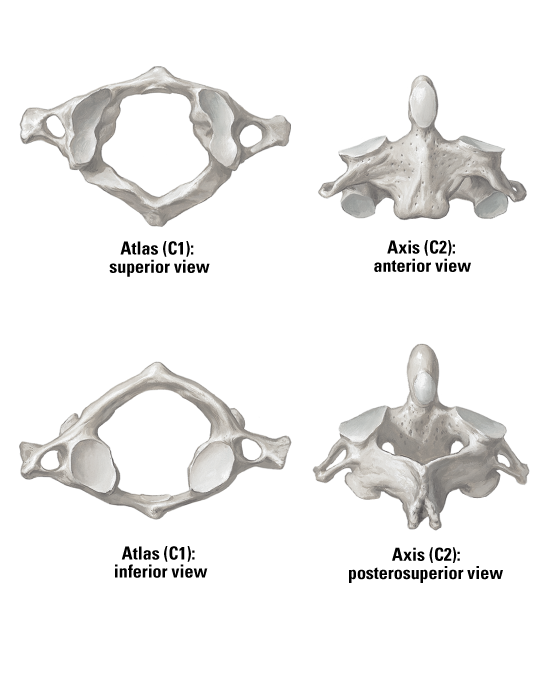 Atlas (C1):
superior view
Axis (C2):
anterior view
Atlas (C1):
inferior view
Axis (C2):
posterosuperior view